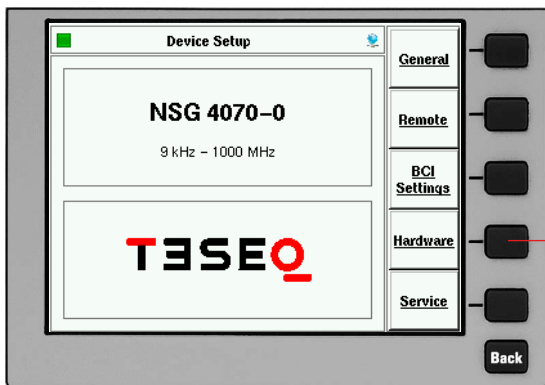 Device Setup
NSG 4070-0
9 kHz - 1000 MHz
TESEQ
General
Remote
BCI
Settings
Hardware
Service
Back